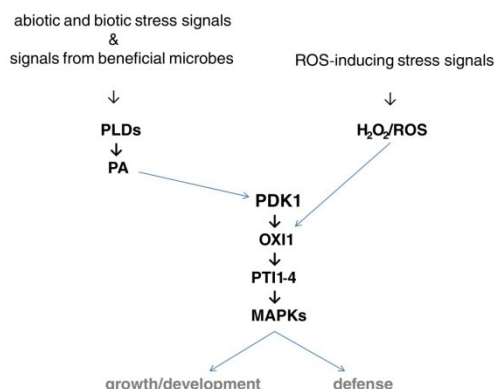 abiotic and biotic stress signals
&
signals from beneficial microbes
ROS-inducing stress signals
PLDs
H₂O₂/ROS
PA
PDK1
OXI1
PTI1-4
MAPKs
growth/development
defense